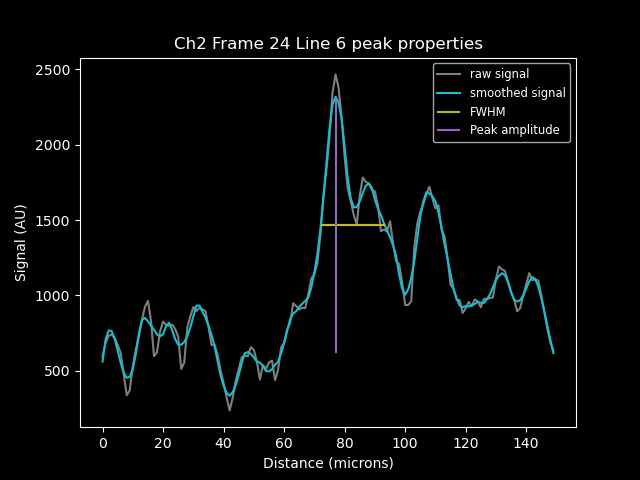 Ch2 Frame 24 Line 6 peak properties
raw signal
smoothed signal
FWHM
Peak amplitude
Signal (AU)
2500
2000
1500
1000
500
0 20 40 60 80 100 120 140
Distance (microns)